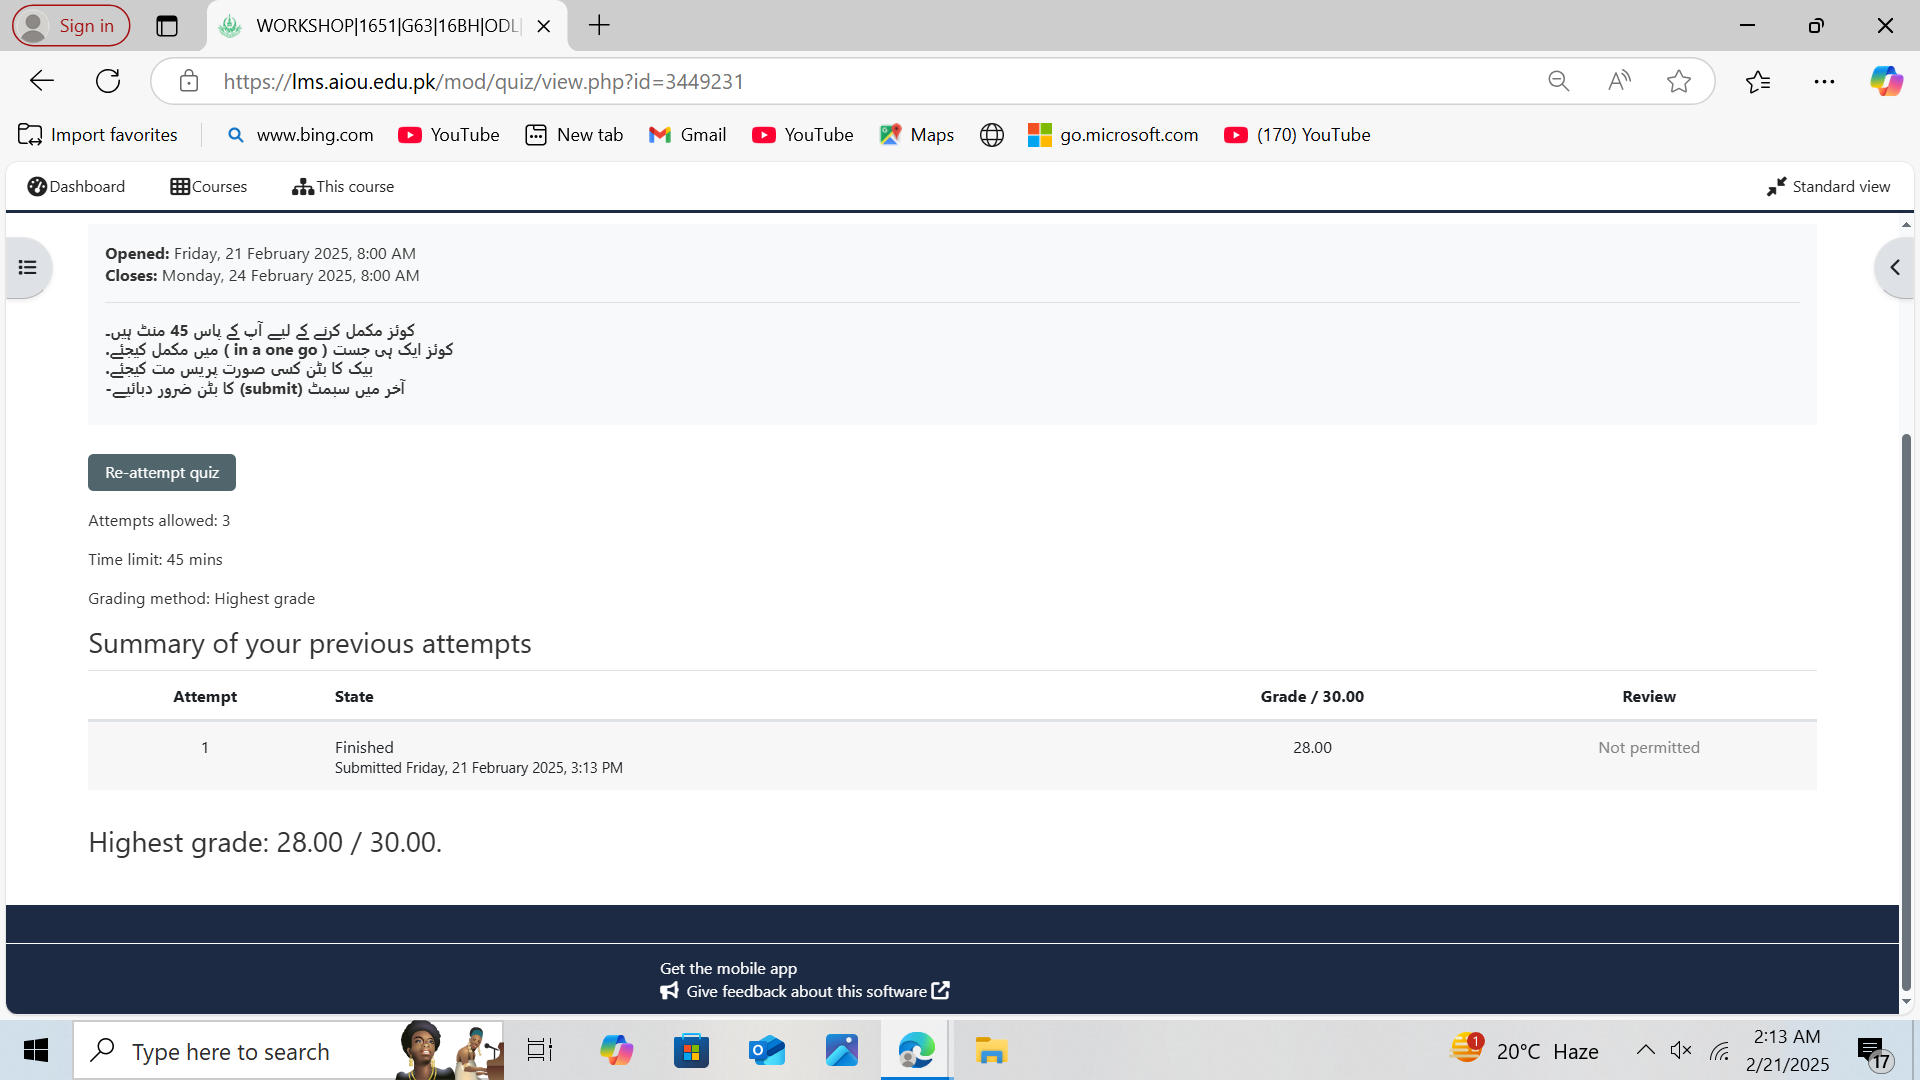 Sign in
WORKSHOP|1651|G63|16BH|ODL|
https://lms.aiou.edu.pk/mod/quiz/view.php?id=3449231
Import favorites
www.bing.com
YouTube
New tab
Gmail
YouTube
Maps
go.microsoft.com
(170) YouTube
Dashboard
Courses
This course
Standard view
Opened: Friday, 21 February 2025, 8:00 AM
Closes: Monday, 24 February 2025, 8:00 AM
کوئز مکمل کرنے کے لیے آپ کے پاس 45 منٹ ہیں۔
کوئز ایک ہی جست ( in a one go ) میں مکمل کیجئے.
بیک کا بٹن کسی صورت پریس مت کیجئے.
آخر میں سبمٹ (submit) کا بٹن ضرور دبائیے-
Re-attempt quiz
Attempts allowed: 3
Time limit: 45 mins
Grading method: Highest grade
Summary of your previous attempts
Attempt State Grade / 30.00 Review
1 Finished 28.00 Not permitted
Submitted Friday, 21 February 2025, 3:13 PM
Highest grade: 28.00 / 30.00.
Get the mobile app
Give feedback about this software
Type here to search
1
20°C Haze
2:13 AM
2/21/2025
17